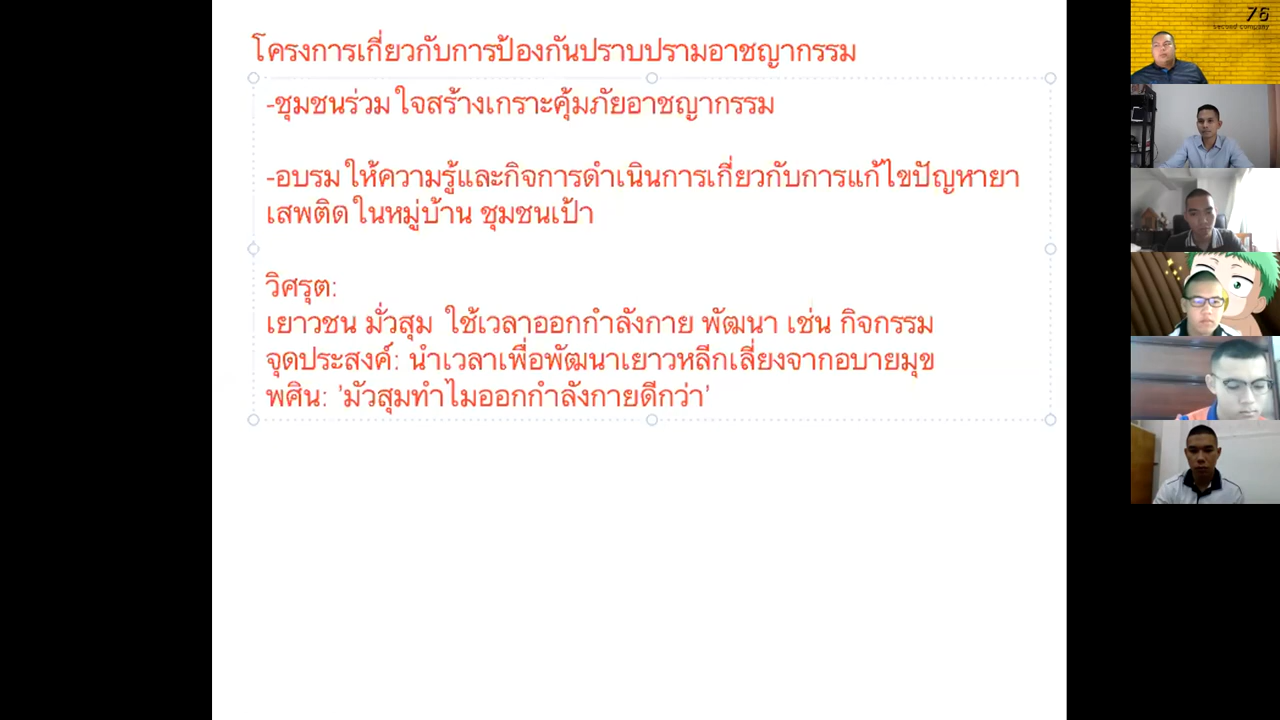 โครงการเกี่ยวกับการป้องกันปราบปรามอาชญากรรม
-ชุมชนร่วมใจสร้างเกราะคุ้มภัยอาชญากรรม
-อบรมให้ความรู้และกิจการดำเนินการเกี่ยวกับการแก้ไขปัญหายา
เสพติดในหมู่บ้าน ชุมชนเป้า
วิศรุต:
เยาวชน มั่วสุม ใช้เวลาออกกำลังกาย พัฒนา เช่น กิจกรรม
จุดประสงค์: นำเวลาเพื่อพัฒนาเยาวหลีกเลี่ยงจากอบายมุข
พศิน: 'มัวสุมทำไมออกกำลังกายดีกว่า'
76
second company